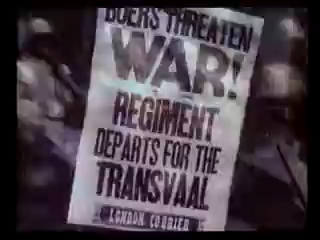 BOERS THREATEN
WAR!
REGIMENT
DEPARTS FOR THE
TRANSVAAL
LONDON COURIER